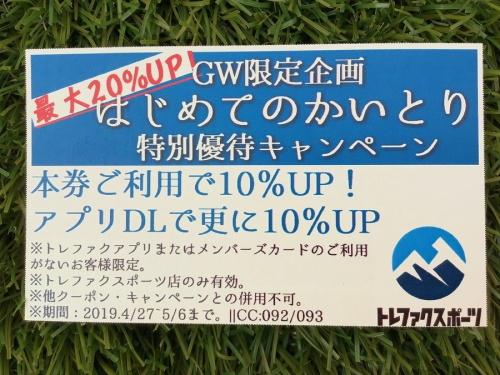 最大20%UP!
GW限定企画
はじめてのかいとり
特別優待キャンペーン
本券ご利用で10%UP!
アプリDLで更に10%UP
※トレファクアプリまたはメンバーズカードのご利用
がないお客様限定。
※トレファクスポーツ店のみ有効。
※他クーポン・キャンペーンとの併用不可。
※期間:2019.4/27~5/6まで。||CC:092/093
トレファクスポーツ